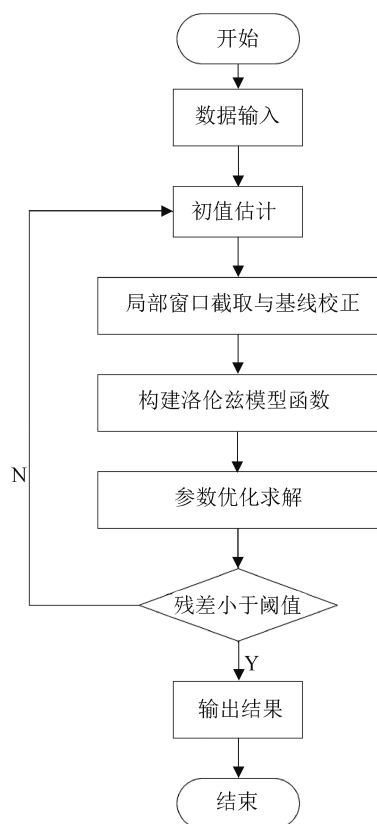 开始
数据输入
初值估计
局部窗口截取与基线校正
构建洛伦兹模型函数
N
参数优化求解
残差小于阈值
Y
输出结果
结束